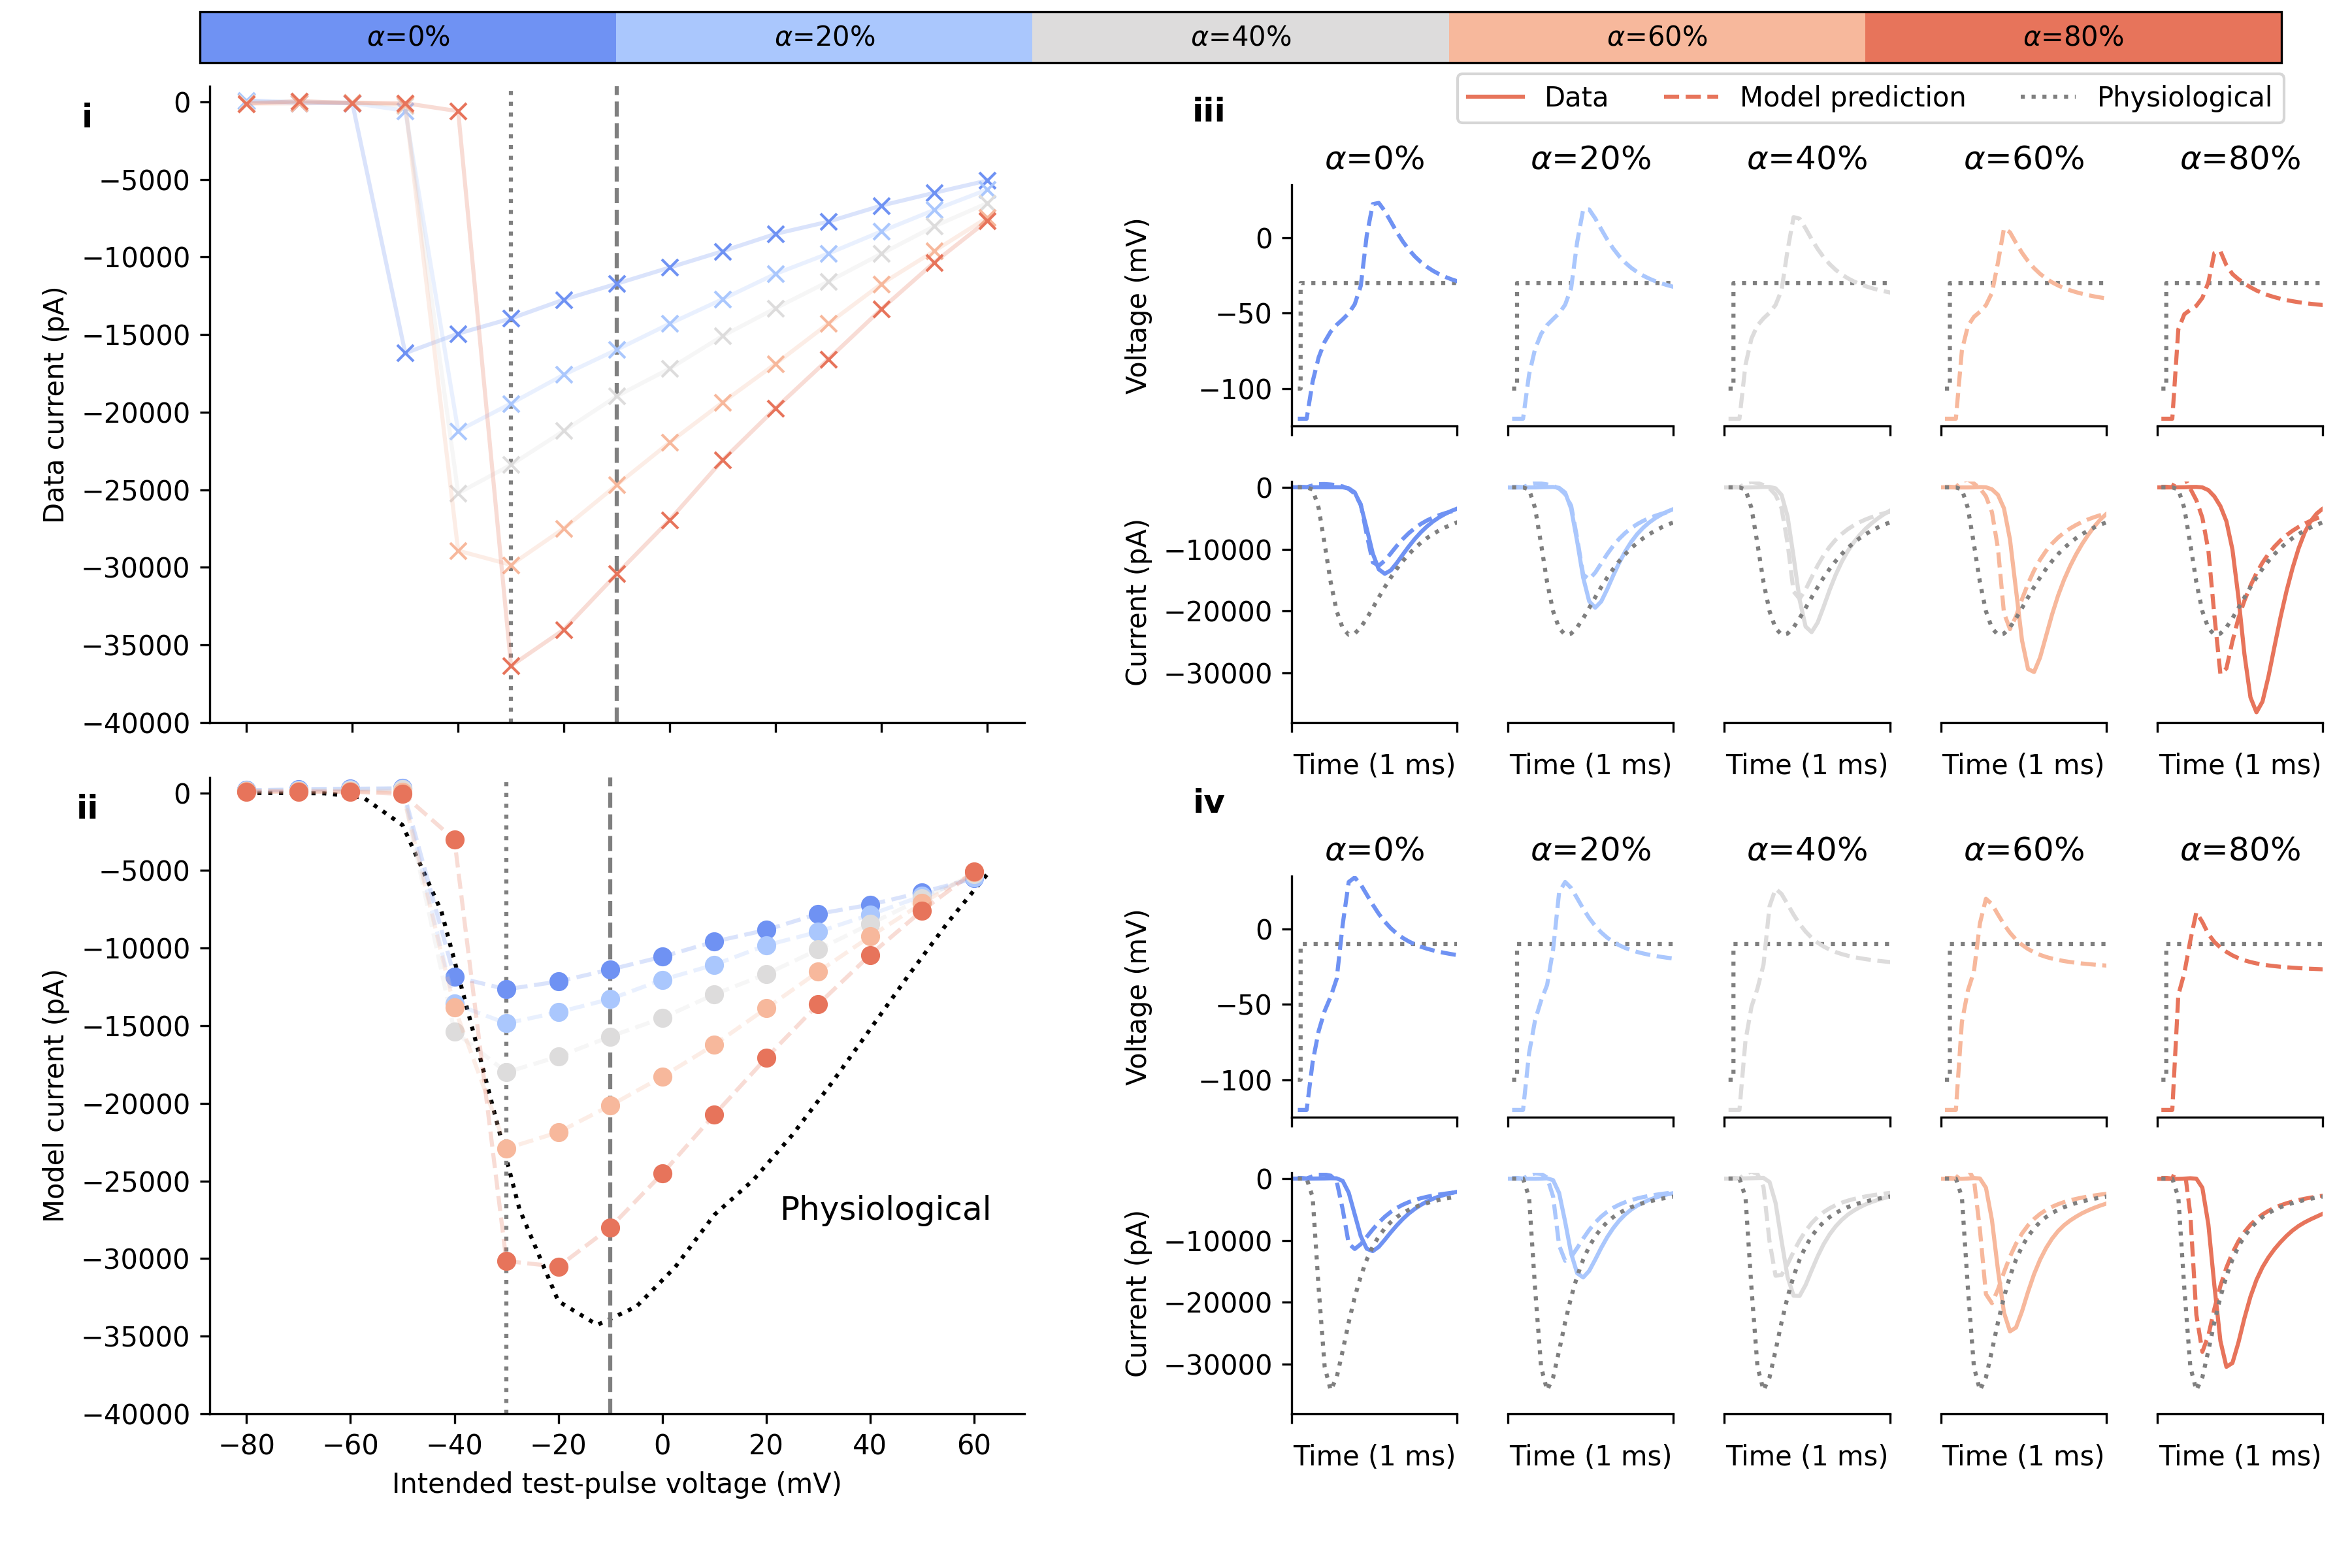 α=0% α=20% α=40% α=60% α=80%
i
0
−5000
−10000
−15000
−20000
−25000
−30000
−35000
−40000
Data current (pA)
ii
0
−5000
−10000
−15000
−20000
−25000
−30000
−35000
−40000
Model current (pA)
Physiological
−80 −60 −40 −20 0 20 40 60
Intended test-pulse voltage (mV)
iii
Data Model prediction Physiological
α=0% α=20% α=40% α=60% α=80%
0
−50
−100
Voltage (mV)
0
−10000
−20000
−30000
Current (pA)
Time (1 ms) Time (1 ms) Time (1 ms) Time (1 ms) Time (1 ms)
iv
α=0% α=20% α=40% α=60% α=80%
0
−50
−100
Voltage (mV)
0
−10000
−20000
−30000
Current (pA)
Time (1 ms) Time (1 ms) Time (1 ms) Time (1 ms) Time (1 ms)